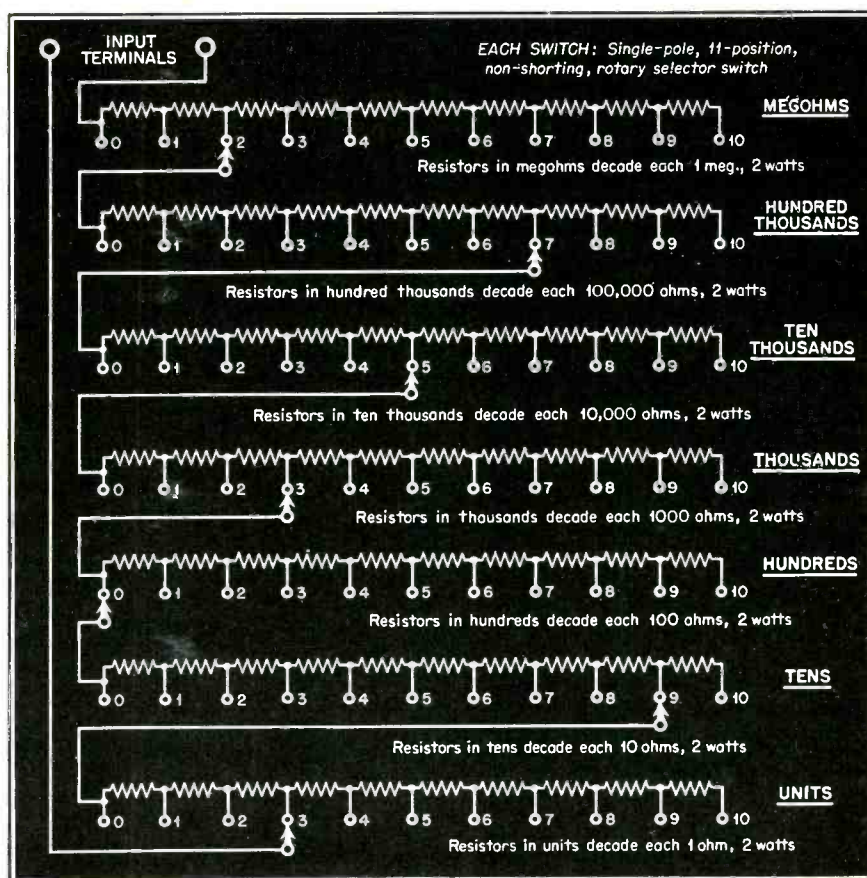 INPUT
TERMINALS
EACH SWITCH: Single-pole, 11-position,
non-shorting, rotary selector switch
MEGOHMS
0 1 2 3 4 5 6 7 8 9 10
Resistors in megohms decade each 1 meg., 2 watts
HUNDRED
THOUSANDS
0 1 2 3 4 5 6 7 8 9 10
Resistors in hundred thousands decade each 100,000 ohms, 2 watts
TEN
THOUSANDS
0 1 2 3 4 5 6 7 8 9 10
Resistors in ten thousands decade each 10,000 ohms, 2 watts
THOUSANDS
0 1 2 3 4 5 6 7 8 9 10
Resistors in thousands decade each 1000 ohms, 2 watts
HUNDREDS
0 1 2 3 4 5 6 7 8 9 10
Resistors in hundreds decade each 100 ohms, 2 watts
TENS
0 1 2 3 4 5 6 7 8 9 10
Resistors in tens decade each 10 ohms, 2 watts
UNITS
0 1 2 3 4 5 6 7 8 9 10
Resistors in units decade each 1 ohm, 2 watts